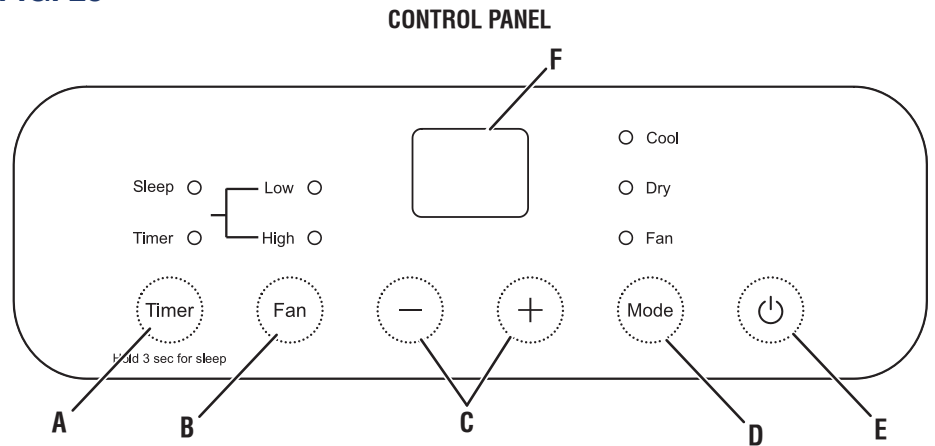 CONTROL PANEL
F
Cool
Sleep Low Dry
Timer High Fan
Timer Fan − + Mode
Hold 3 sec for sleep
A B C D E